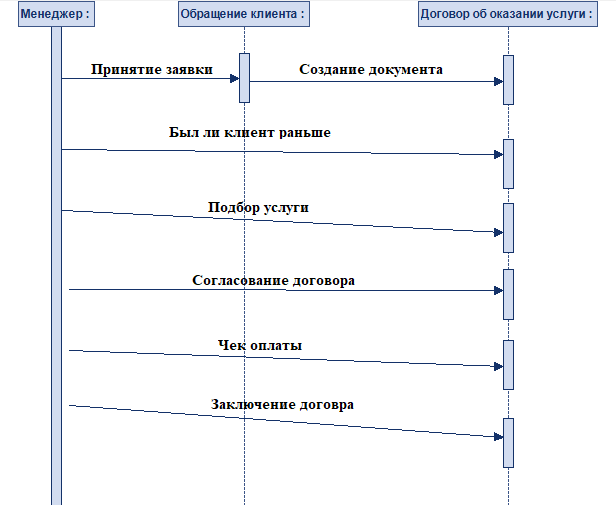 Менеджер :
Обращение клиента :
Договор об оказании услуги :
Принятие заявки
Создание документа
Был ли клиент раньше
Подбор услуги
Согласование договора
Чек оплаты
Заключение договра